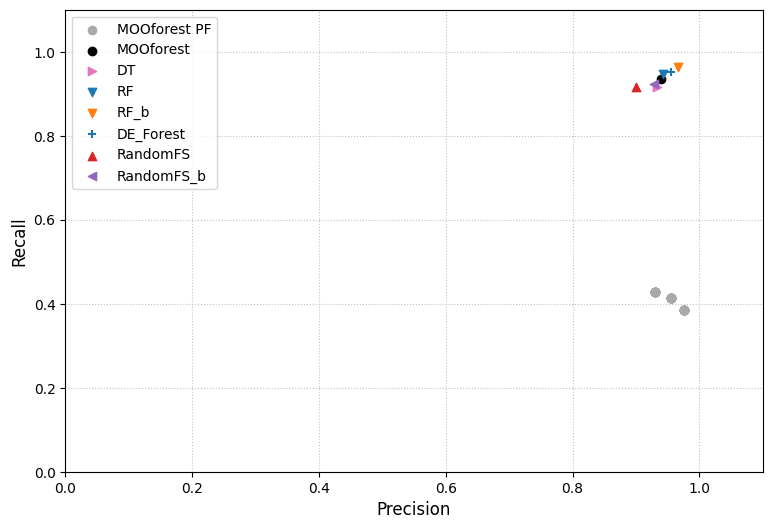 MOOforest PF
MOOforest
DT
RF
RF_b
DE_Forest
RandomFS
RandomFS_b
1.0
0.8
0.6
0.4
0.2
0.0
Recall
0.0 0.2 0.4 0.6 0.8 1.0
Precision